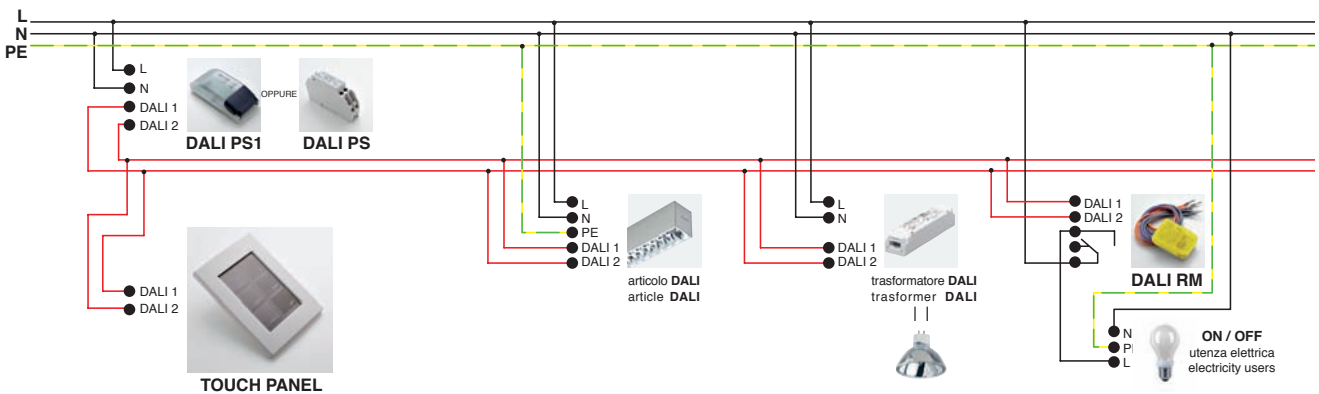 L
N
PE
L
N
DALI 1
DALI 2
OPPURE
DALI PS1
DALI PS
DALI 1
DALI 2
TOUCH PANEL
L
N
PE
DALI 1
DALI 2
articolo DALI
article DALI
L
N
DALI 1
DALI 2
trasformatore DALI
trasformer DALI
DALI 1
DALI 2
DALI RM
N
P
L
ON / OFF
utenza elettrica
electricity users